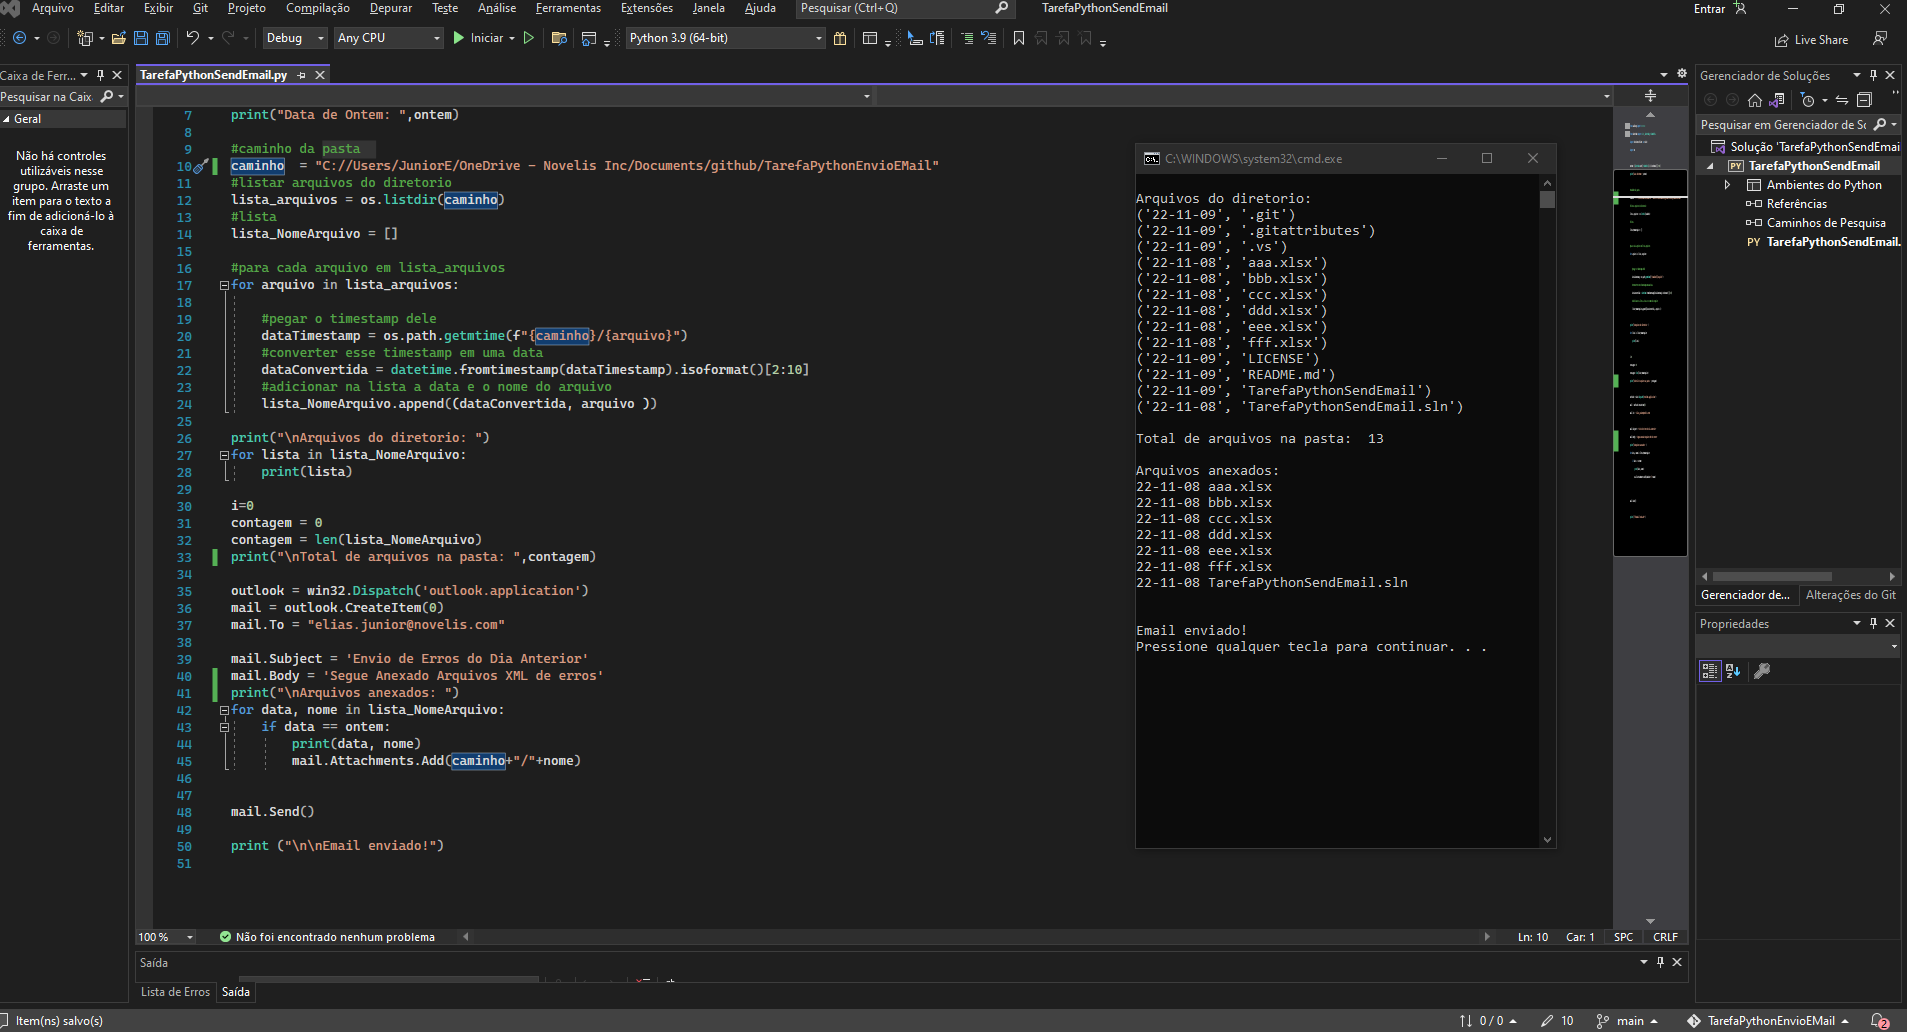 Arquivo Editar Exibir Git Projeto Compilação Depurar Teste Análise Ferramentas Extensões Janela Ajuda Pesquisar (Ctrl+Q) TarefaPythonSendEmail Entrar
Debug Any CPU Iniciar Python 3.9 (64-bit) Live Share
Caixa de Ferr...
Pesquisar na Caix
Geral
Não há controles
utilizáveis nesse
grupo. Arraste um
item para o texto a
fim de adicioná-lo à
caixa de
ferramentas.
TarefaPythonSendEmail.py
7 print("Data de Ontem: ",ontem)
8
9 #caminho da pasta
10 caminho = "C://Users/JuniorE/OneDrive - Novelis Inc/Documents/github/TarefaPythonEnvioEMail"
11 #listar arquivos do diretorio
12 lista_arquivos = os.listdir(caminho)
13 #lista
14 lista_NomeArquivo = []
15
16 #para cada arquivo em lista_arquivos
17 for arquivo in lista_arquivos:
18
19 #pegar o timestamp dele
20 dataTimestamp = os.path.getmtime(f"{caminho}/{arquivo}")
21 #converter esse timestamp em uma data
22 dataConvertida = datetime.fromtimestamp(dataTimestamp).isoformat()[2:10]
23 #adicionar na lista a data e o nome do arquivo
24 lista_NomeArquivo.append((dataConvertida, arquivo ))
25
26 print("\nArquivos do diretorio: ")
27 for lista in lista_NomeArquivo:
28 print(lista)
29
30 i=0
31 contagem = 0
32 contagem = len(lista_NomeArquivo)
33 print("\nTotal de arquivos na pasta: ",contagem)
34
35 outlook = win32.Dispatch('outlook.application')
36 mail = outlook.CreateItem(0)
37 mail.To = "elias.junior@novelis.com"
38
39 mail.Subject = 'Envio de Erros do Dia Anterior'
40 mail.Body = 'Segue Anexado Arquivos XML de erros'
41 print("\nArquivos anexados: ")
42 for data, nome in lista_NomeArquivo:
43 if data == ontem:
44 print(data, nome)
45 mail.Attachments.Add(caminho+"/"+nome)
46
47
48 mail.Send()
49
50 print ("\n\nEmail enviado!")
51
C:\WINDOWS\system32\cmd.exe
Arquivos do diretorio:
('22-11-09', '.git')
('22-11-09', '.gitattributes')
('22-11-09', '.vs')
('22-11-08', 'aaa.xlsx')
('22-11-08', 'bbb.xlsx')
('22-11-08', 'ccc.xlsx')
('22-11-08', 'ddd.xlsx')
('22-11-08', 'eee.xlsx')
('22-11-08', 'fff.xlsx')
('22-11-09', 'LICENSE')
('22-11-09', 'README.md')
('22-11-09', 'TarefaPythonSendEmail')
('22-11-08', 'TarefaPythonSendEmail.sln')
Total de arquivos na pasta:  13
Arquivos anexados:
22-11-08 aaa.xlsx
22-11-08 bbb.xlsx
22-11-08 ccc.xlsx
22-11-08 ddd.xlsx
22-11-08 eee.xlsx
22-11-08 fff.xlsx
22-11-08 TarefaPythonSendEmail.sln
Email enviado!
Pressione qualquer tecla para continuar. . .
Gerenciador de Soluções
Pesquisar em Gerenciador de Sc
Solução 'TarefaPythonSendEmai
PY TarefaPythonSendEmail
Ambientes do Python
Referências
Caminhos de Pesquisa
PY TarefaPythonSendEmail.
Gerenciador de... Alterações do Git
Propriedades
100 % Não foi encontrado nenhum problema Ln: 10 Car: 1 SPC CRLF
Saída
Lista de Erros Saída
Item(ns) salvo(s) 0 / 0 10 main TarefaPythonEnvioEMail 2